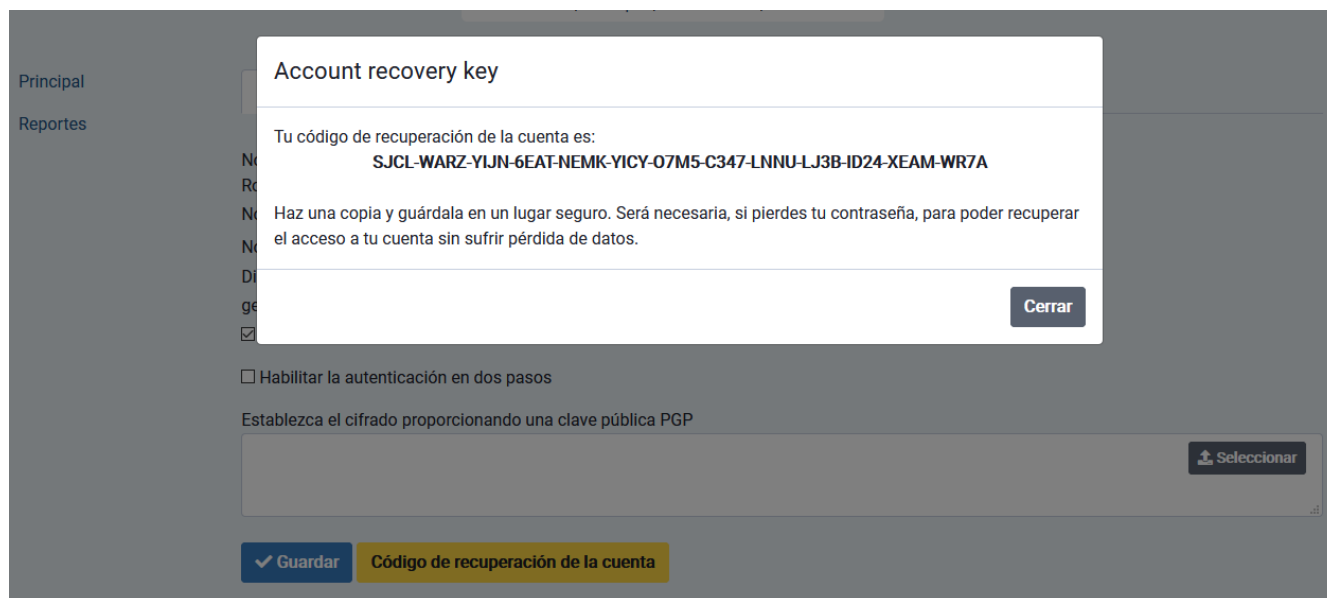 Account recovery key
Principal
Reportes
Tu código de recuperación de la cuenta es:
SJCL-WARZ-YIJN-6EAT-NEMK-YICY-O7M5-C347-LNNU-LJ3B-ID24-XEAM-WR7A
Haz una copia y guárdala en un lugar seguro. Será necesaria, si pierdes tu contraseña, para poder recuperar
el acceso a tu cuenta sin sufrir pérdida de datos.
Cerrar
Habilitar la autenticación en dos pasos
Establezca el cifrado proporcionando una clave pública PGP
Seleccionar
Guardar
Código de recuperación de la cuenta